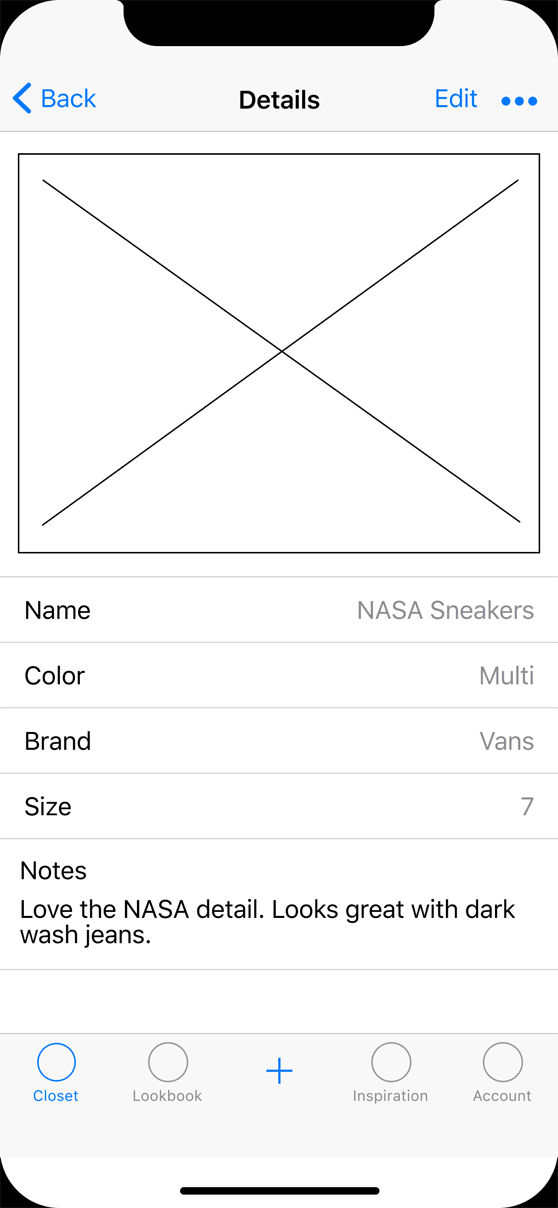 Back
Details
Edit
Name
NASA Sneakers
Color
Multi
Brand
Vans
Size
7
Notes
Love the NASA detail. Looks great with dark
wash jeans.
Closet
Lookbook
Inspiration
Account